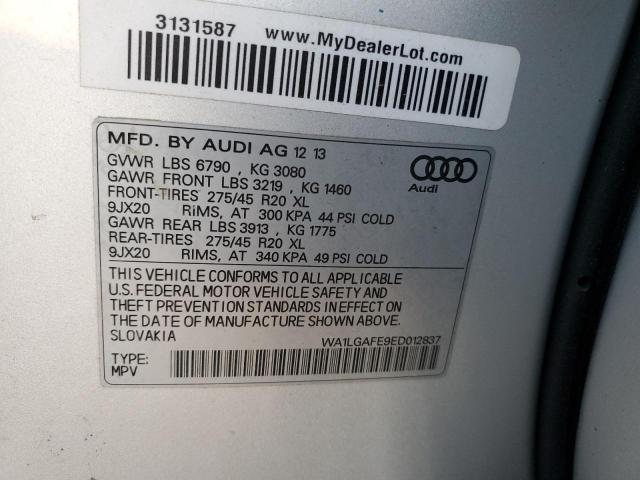 3131587
www.MyDealerLot.com
MFD. BY AUDI AG 12 13
GVWR LBS 6790 , KG 3080
GAWR FRONT LBS 3219 , KG 1460
FRONT-TIRES 275/45 R20 XL
9JX20 RIMS, AT 300 KPA 44 PSI COLD
GAWR REAR LBS 3913 , KG 1775
REAR-TIRES 275/45 R20 XL
9JX20 RIMS, AT 340 KPA 49 PSI COLD
Audi
THIS VEHICLE CONFORMS TO ALL APPLICABLE
U.S. FEDERAL MOTOR VEHICLE SAFETY AND
THEFT PREVENTION STANDARDS IN EFFECT ON
THE DATE OF MANUFACTURE SHOWN ABOVE.
SLOVAKIA
WA1LGAFE9ED012837
TYPE:
MPV